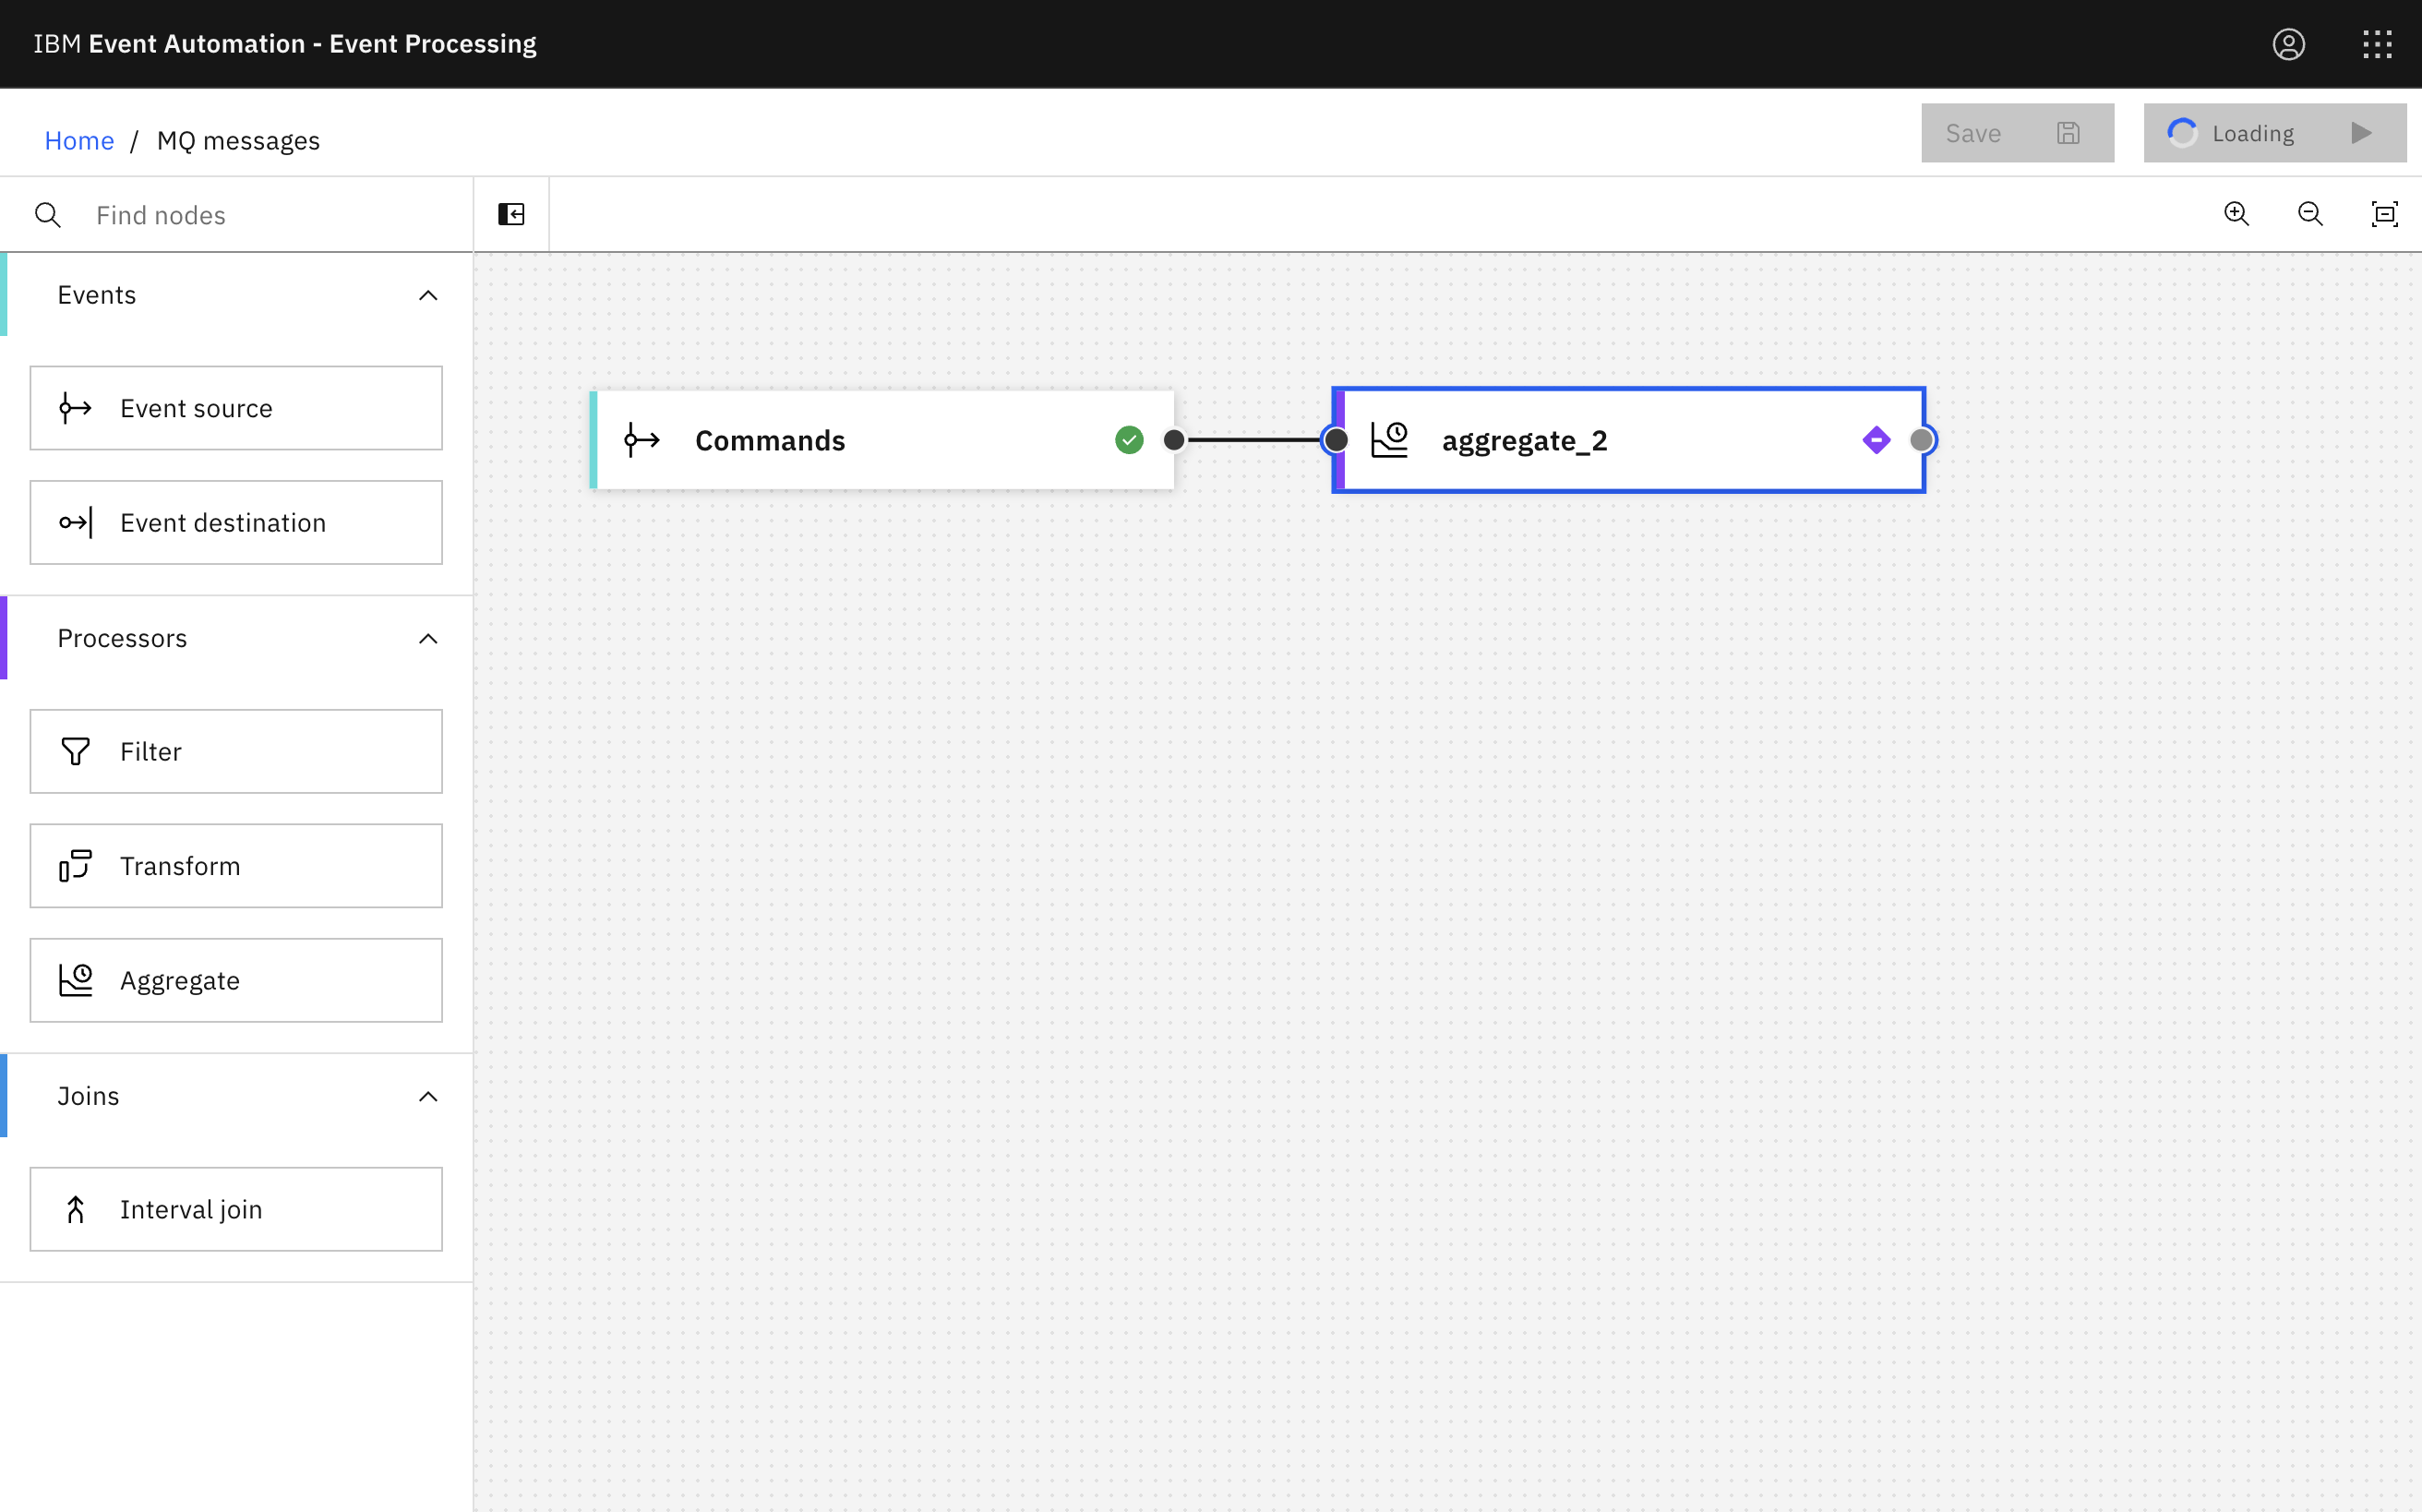 IBM Event Automation - Event Processing
Home / MQ messages
Save
Loading
Find nodes
Events
Event source
Event destination
Processors
Filter
Transform
Aggregate
Joins
Interval join
Commands
aggregate_2